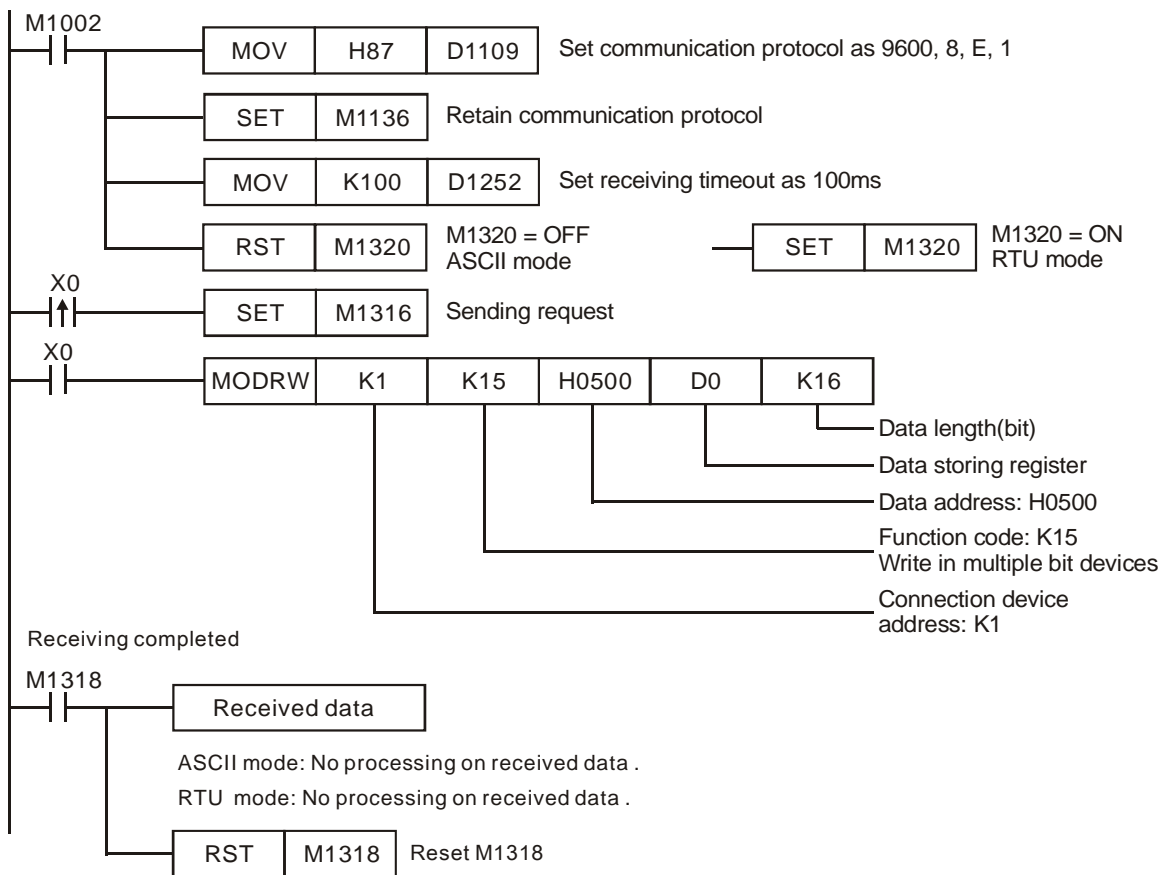 M1002
MOV H87 D1109 Set communication protocol as 9600, 8, E, 1
SET M1136 Retain communication protocol
MOV K100 D1252 Set receiving timeout as 100ms
RST M1320 M1320 = OFF
ASCII mode
SET M1320 M1320 = ON
RTU mode
X0
SET M1316 Sending request
X0
MODRW K1 K15 H0500 D0 K16
Data length(bit)
Data storing register
Data address: H0500
Function code: K15
Write in multiple bit devices
Connection device
address: K1
Receiving completed
M1318
Received data
ASCII mode: No processing on received data .
RTU mode: No processing on received data .
RST M1318 Reset M1318